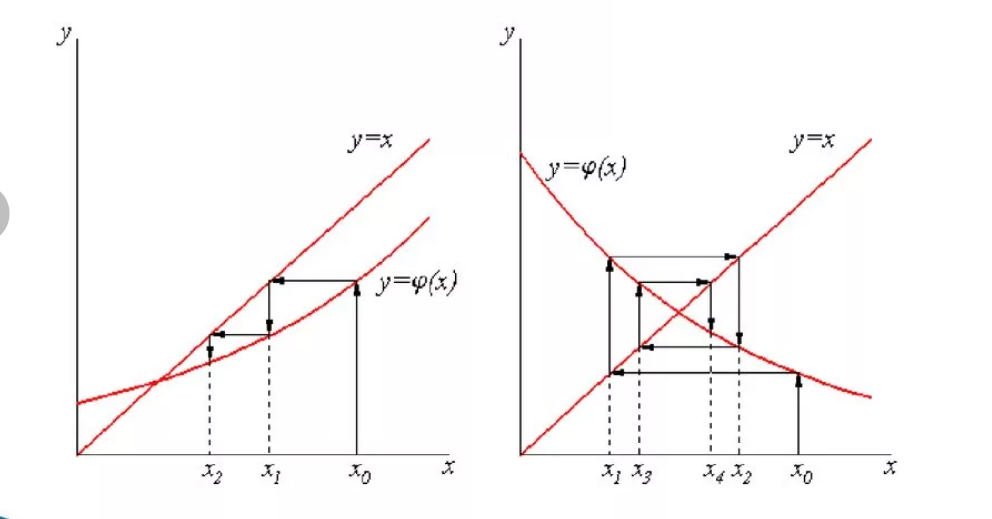 y
y=x
y=φ(x)
x₂ x₁ x₀ x
y
y=φ(x)
y=x
x₁ x₃ x₄ x₂ x₀ x